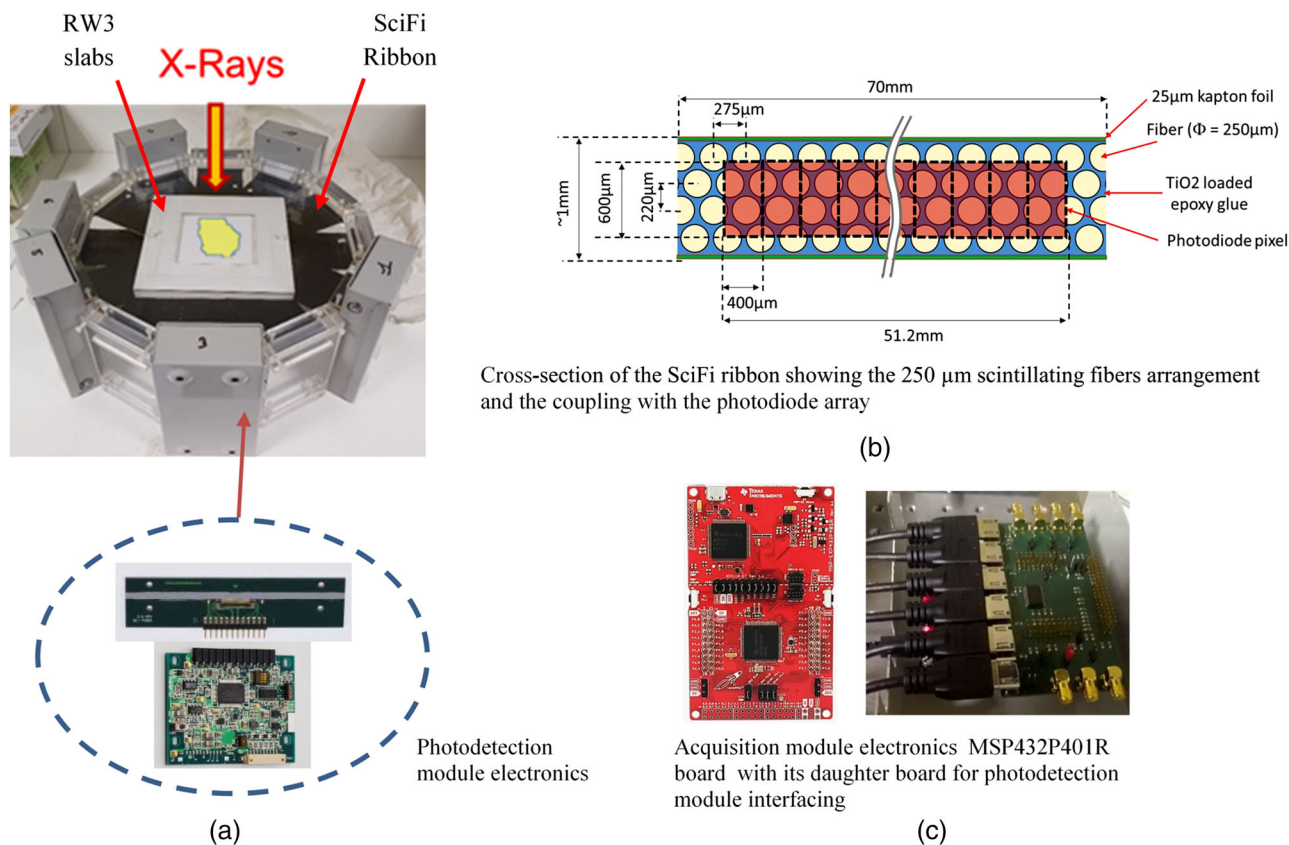 RW3
slabs
SciFi
Ribbon
X-Rays
3
Photodetection
module electronics
(a)
70mm
275µm
25µm kapton foil
Fiber (Φ = 250µm)
~1mm
600µm
220µm
TiO2 loaded
epoxy glue
Photodiode pixel
400µm
51.2mm
Cross-section of the SciFi ribbon showing the 250 µm scintillating fibers arrangement
and the coupling with the photodiode array
(b)
TEXAS
INSTRUMENTS
Acquisition module electronics MSP432P401R
board with its daughter board for photodetection
module interfacing
(c)